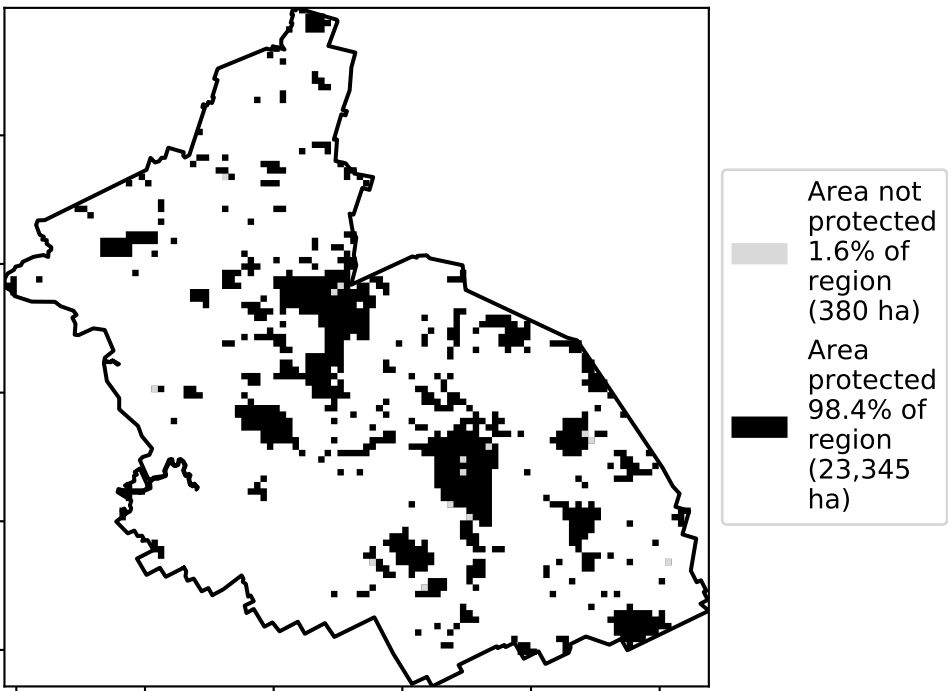 Area not
protected
1.6% of
region
(380 ha)
Area
protected
98.4% of
region
(23,345
ha)